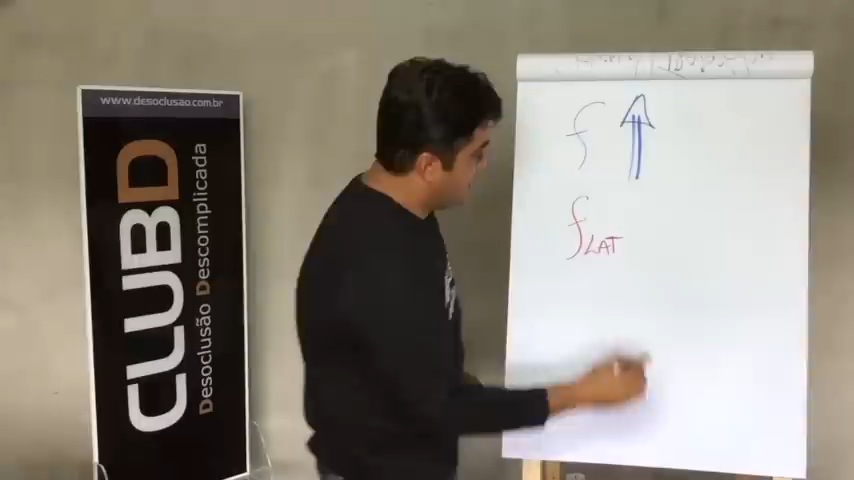 www.desoclusao.com.br
CLUBD
Desoclusão Descomplicada
f
f LAT